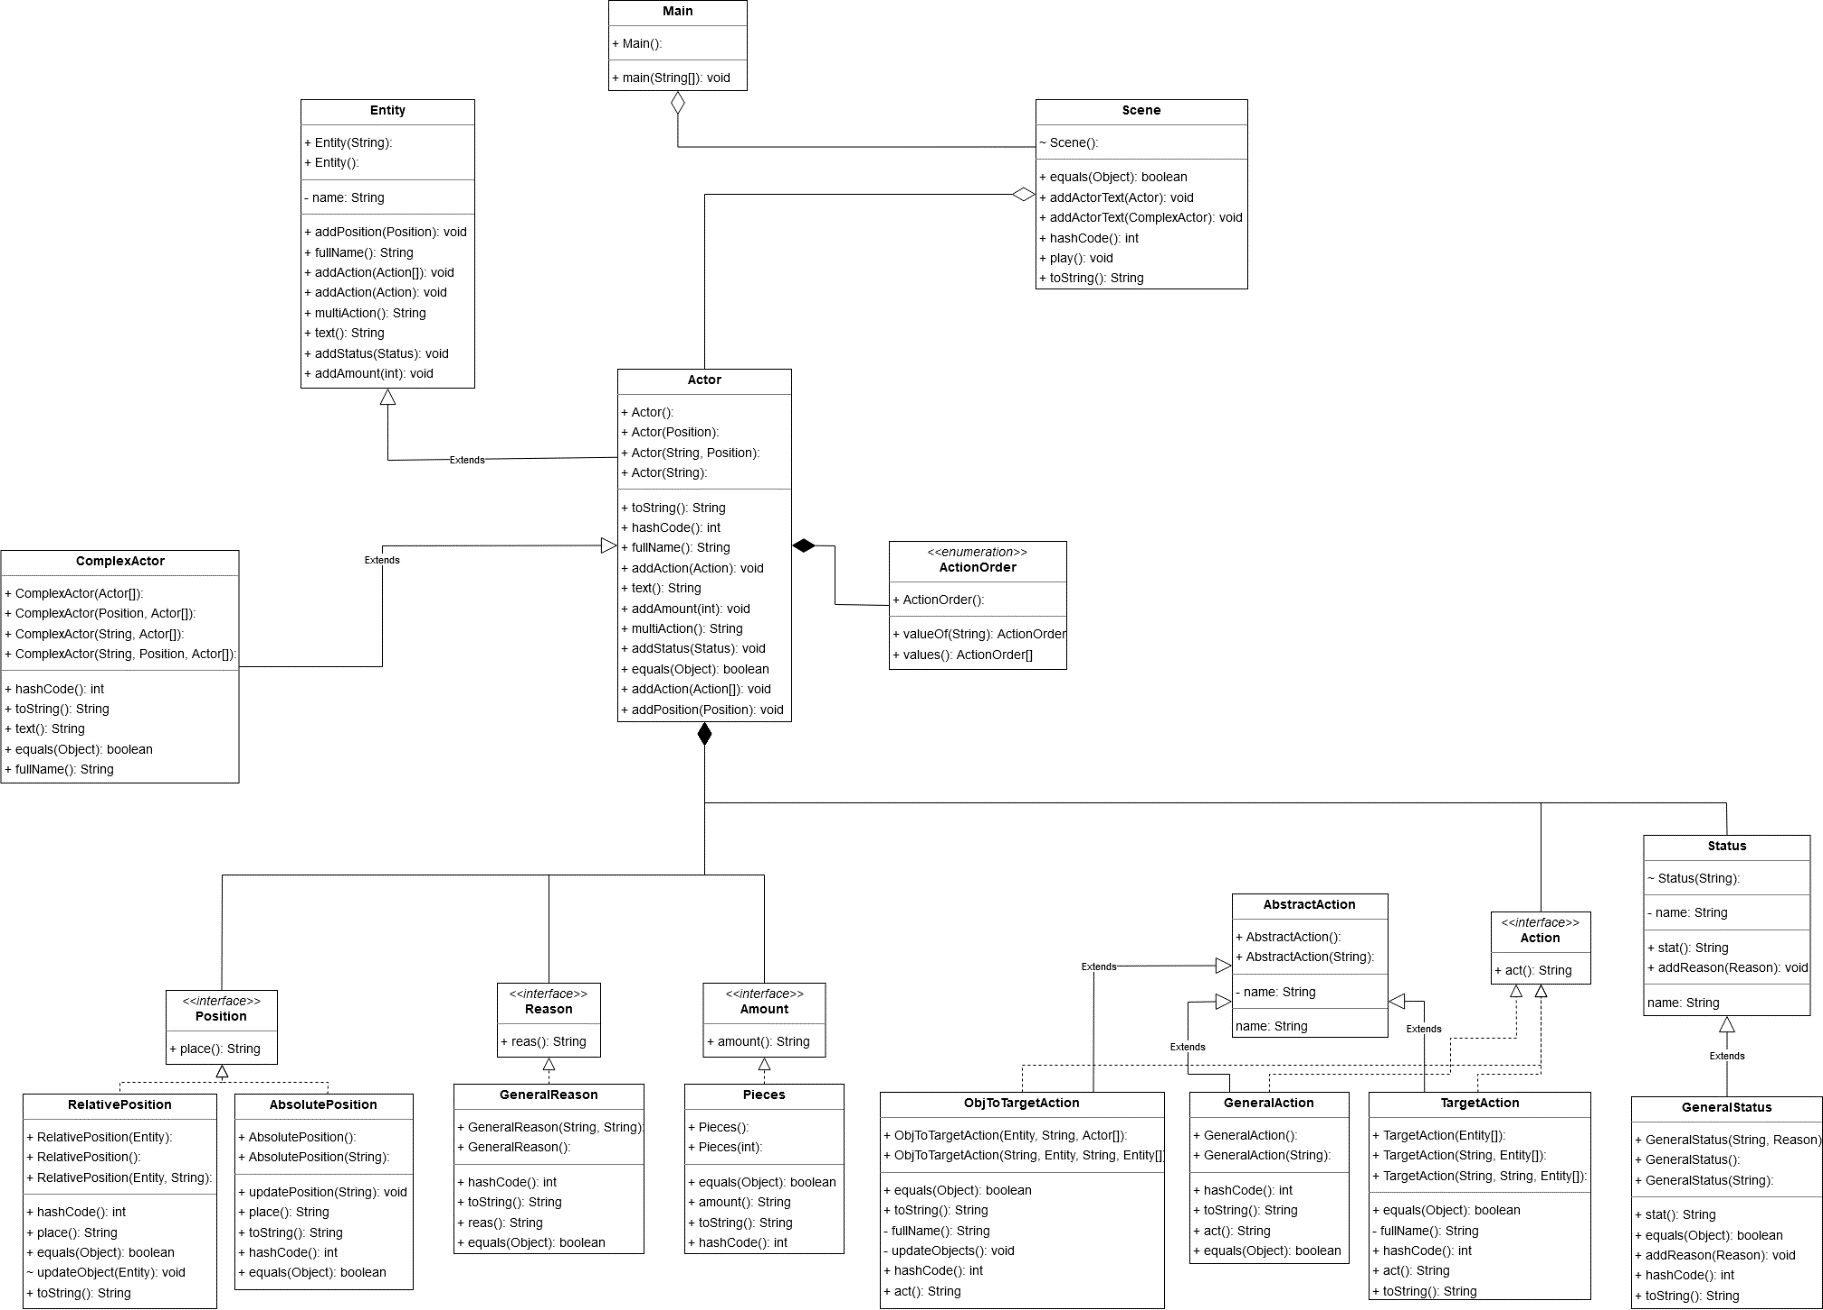 Main
+ Main():
+ main(String[]): void
Entity
+ Entity(String):
+ Entity():
- name: String
+ addPosition(Position): void
+ fullName(): String
+ addAction(Action[]): void
+ addAction(Action): void
+ multiAction(): String
+ text(): String
+ addStatus(Status): void
+ addAmount(int): void
Scene
~ Scene():
+ equals(Object): boolean
+ addActorText(Actor): void
+ addActorText(ComplexActor): void
+ hashCode(): int
+ play(): void
+ toString(): String
Actor
+ Actor():
+ Actor(Position):
+ Actor(String, Position):
+ Actor(String):
+ toString(): String
+ hashCode(): int
+ fullName(): String
+ addAction(Action): void
+ text(): String
+ addAmount(int): void
+ multiAction(): String
+ addStatus(Status): void
+ equals(Object): boolean
+ addAction(Action[]): void
+ addPosition(Position): void
Extends
Extends
ComplexActor
+ ComplexActor(Actor[]):
+ ComplexActor(Position, Actor[]):
+ ComplexActor(String, Actor[]):
+ ComplexActor(String, Position, Actor[]):
+ hashCode(): int
+ toString(): String
+ text(): String
+ equals(Object): boolean
+ fullName(): String
<<enumeration>>
ActionOrder
+ ActionOrder():
+ valueOf(String): ActionOrder
+ values(): ActionOrder[]
Status
~ Status(String):
- name: String
+ stat(): String
+ addReason(Reason): void
name: String
AbstractAction
+ AbstractAction():
+ AbstractAction(String):
- name: String
name: String
<<interface>>
Action
+ act(): String
Extends
Extends
Extends
Extends
<<interface>>
Position
+ place(): String
<<interface>>
Reason
+ reas(): String
<<interface>>
Amount
+ amount(): String
RelativePosition
+ RelativePosition(Entity):
+ RelativePosition():
+ RelativePosition(Entity, String):
+ hashCode(): int
+ place(): String
+ equals(Object): boolean
~ updateObject(Entity): void
+ toString(): String
AbsolutePosition
+ AbsolutePosition():
+ AbsolutePosition(String):
+ updatePosition(String): void
+ place(): String
+ toString(): String
+ hashCode(): int
+ equals(Object): boolean
GeneralReason
+ GeneralReason(String, String):
+ GeneralReason():
+ hashCode(): int
+ toString(): String
+ reas(): String
+ equals(Object): boolean
Pieces
+ Pieces():
+ Pieces(int):
+ equals(Object): boolean
+ amount(): String
+ toString(): String
+ hashCode(): int
ObjToTargetAction
+ ObjToTargetAction(Entity, String, Actor[]):
+ ObjToTargetAction(String, Entity, String, Entity[]
+ equals(Object): boolean
+ toString(): String
- fullName(): String
- updateObjects(): void
+ hashCode(): int
+ act(): String
GeneralAction
+ GeneralAction():
+ GeneralAction(String):
+ hashCode(): int
+ toString(): String
+ act(): String
+ equals(Object): boolean
TargetAction
+ TargetAction(Entity[]):
+ TargetAction(String, Entity[]):
+ TargetAction(String, String, Entity[]):
+ equals(Object): boolean
- fullName(): String
+ hashCode(): int
+ act(): String
+ toString(): String
GeneralStatus
+ GeneralStatus(String, Reason)
+ GeneralStatus():
+ GeneralStatus(String):
+ stat(): String
+ equals(Object): boolean
+ addReason(Reason): void
+ hashCode(): int
+ toString(): String